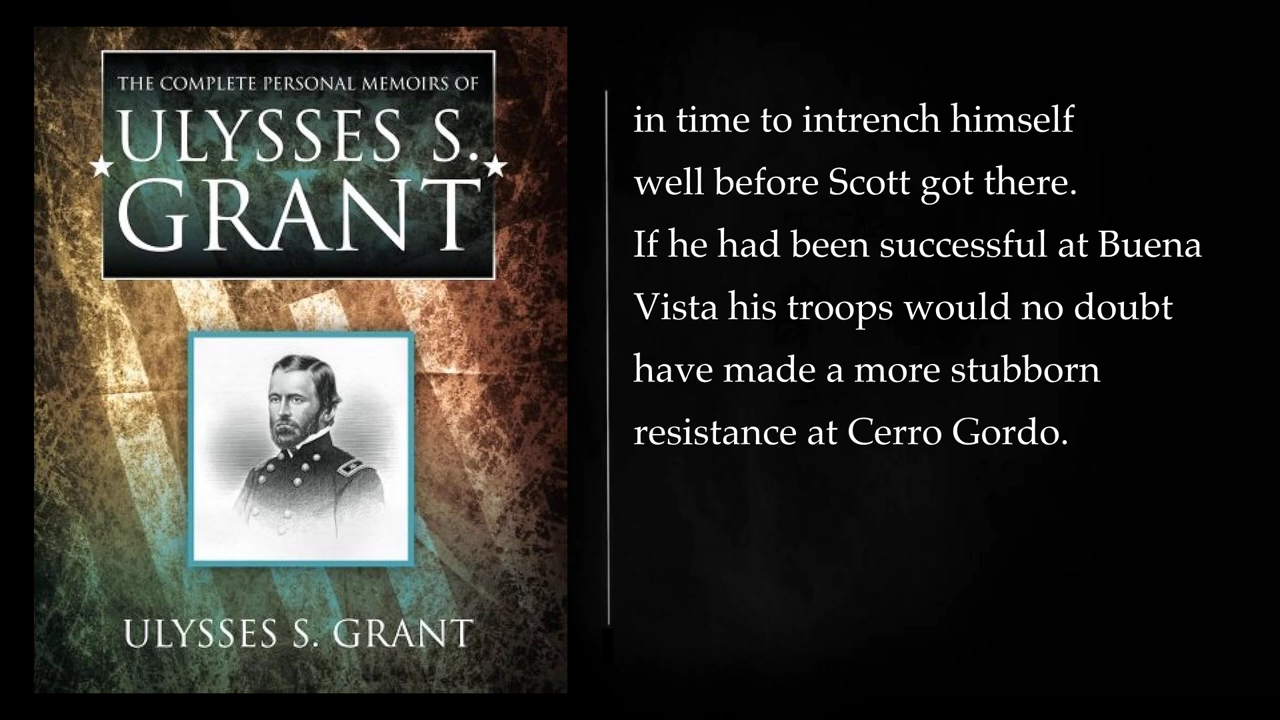 THE COMPLETE PERSONAL MEMOIRS OF
ULYSSES S.
GRANT
ULYSSES S. GRANT
in time to intrench himself
well before Scott got there.
If he had been successful at Buena
Vista his troops would no doubt
have made a more stubborn
resistance at Cerro Gordo.